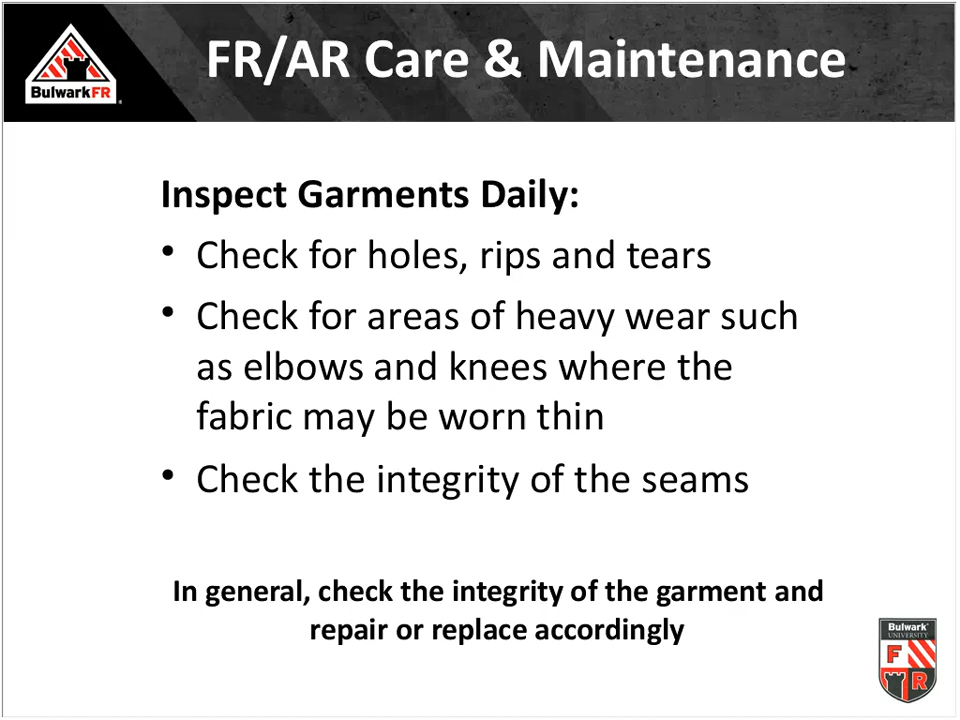 BulwarkFR
FR/AR Care & Maintenance
Inspect Garments Daily:
• Check for holes, rips and tears
• Check for areas of heavy wear such
as elbows and knees where the
fabric may be worn thin
• Check the integrity of the seams
In general, check the integrity of the garment and
repair or replace accordingly
Bulwark
UNIVERSITY
F
R